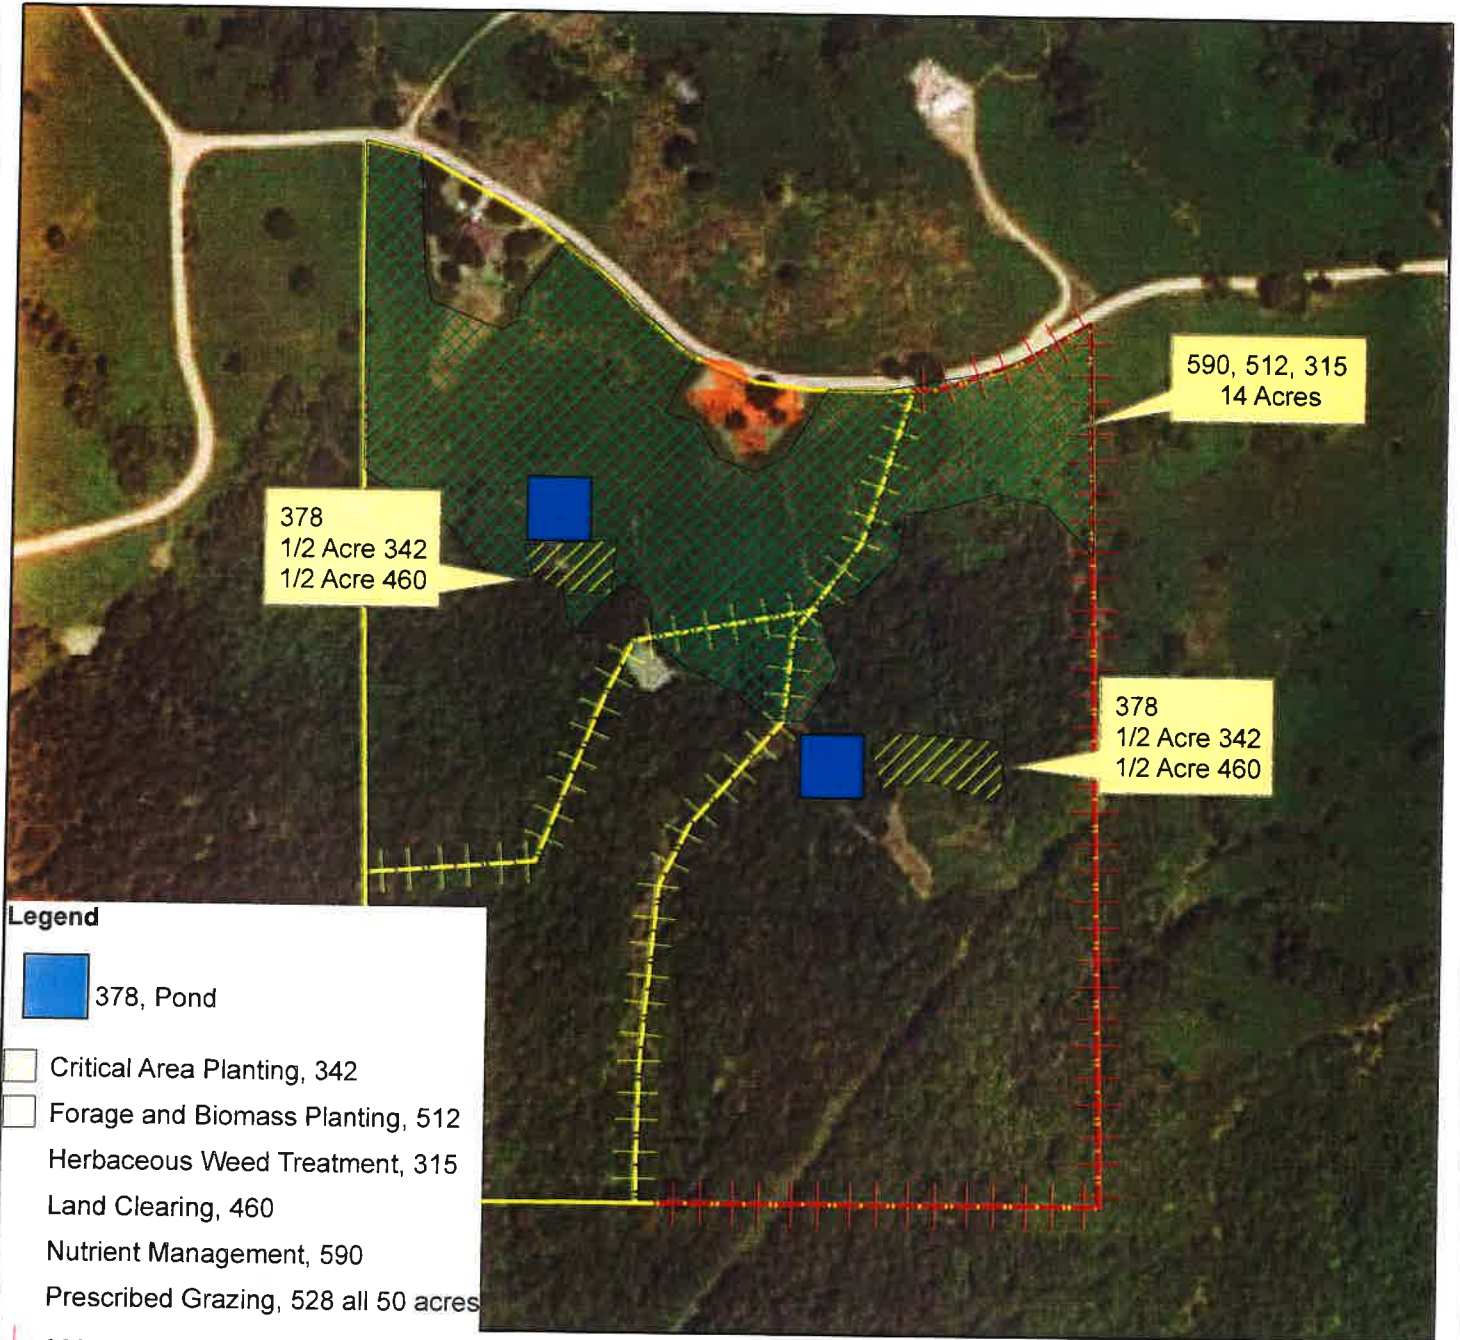 590, 512, 315
14 Acres
378
1/2 Acre 342
1/2 Acre 460
378
1/2 Acre 342
1/2 Acre 460
Legend
378, Pond
Critical Area Planting, 342
Forage and Biomass Planting, 512
Herbaceous Weed Treatment, 315
Land Clearing, 460
Nutrient Management, 590
Prescribed Grazing, 528 all 50 acres